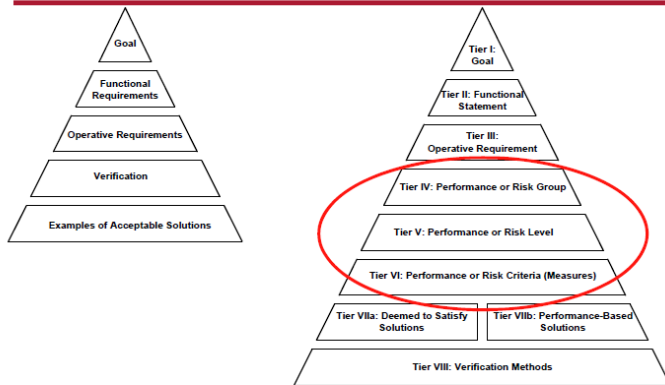 Goal
Functional
Requirements
Operative Requirements
Verification
Examples of Acceptable Solutions
Tier I:
Goal
Tier II: Functional
Statement
Tier III:
Operative Requirement
Tier IV: Performance or Risk Group
Tier V: Performance or Risk Level
Tier VI: Performance or Risk Criteria (Measures)
Tier VIIa: Deemed to Satisfy
Solutions
Tier VIIb: Performance-Based
Solutions
Tier VIII: Verification Methods